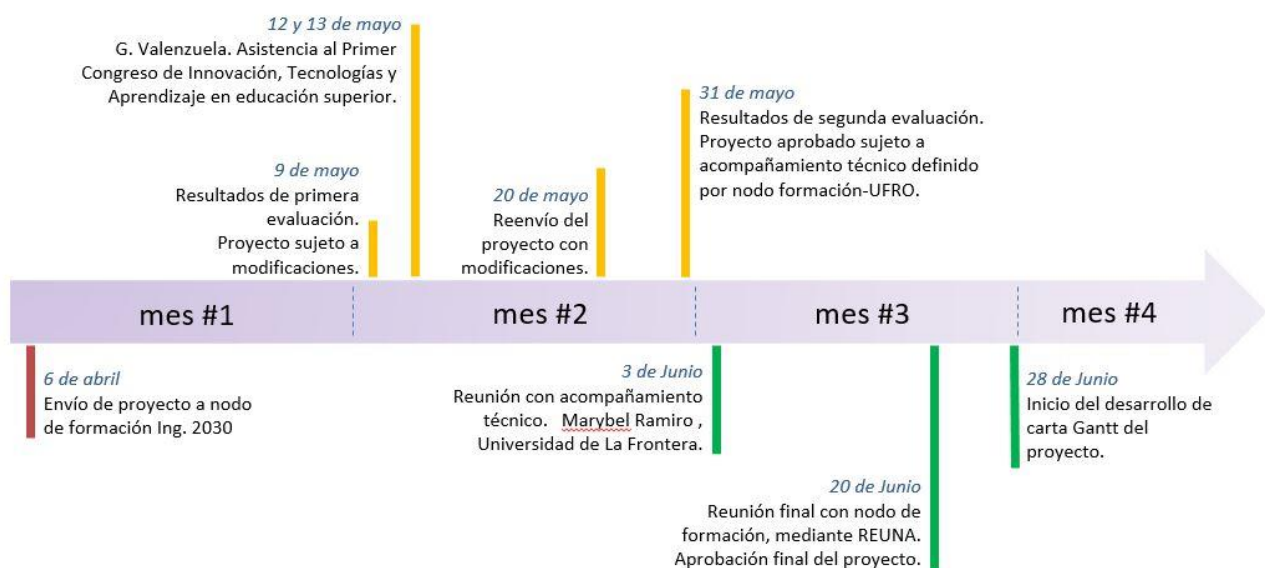 12 y 13 de mayo
G. Valenzuela. Asistencia al Primer
Congreso de Innovación, Tecnologías y
Aprendizaje en educación superior.
9 de mayo
Resultados de primera
evaluación.
Proyecto sujeto a
modificaciones.
20 de mayo
Reenvío del
proyecto con
modificaciones.
31 de mayo
Resultados de segunda evaluación.
Proyecto aprobado sujeto a
acompañamiento técnico definido
por nodo formación-UFRO.
mes #1
mes #2
mes #3
mes #4
6 de abril
Envío de proyecto a nodo
de formación Ing. 2030
3 de Junio
Reunión con acompañamiento
técnico. Marybel Ramiro ,
Universidad de La Frontera.
20 de Junio
Reunión final con nodo de
formación, mediante REUNA.
Aprobación final del proyecto.
28 de Junio
Inicio del desarrollo de
carta Gantt del
proyecto.